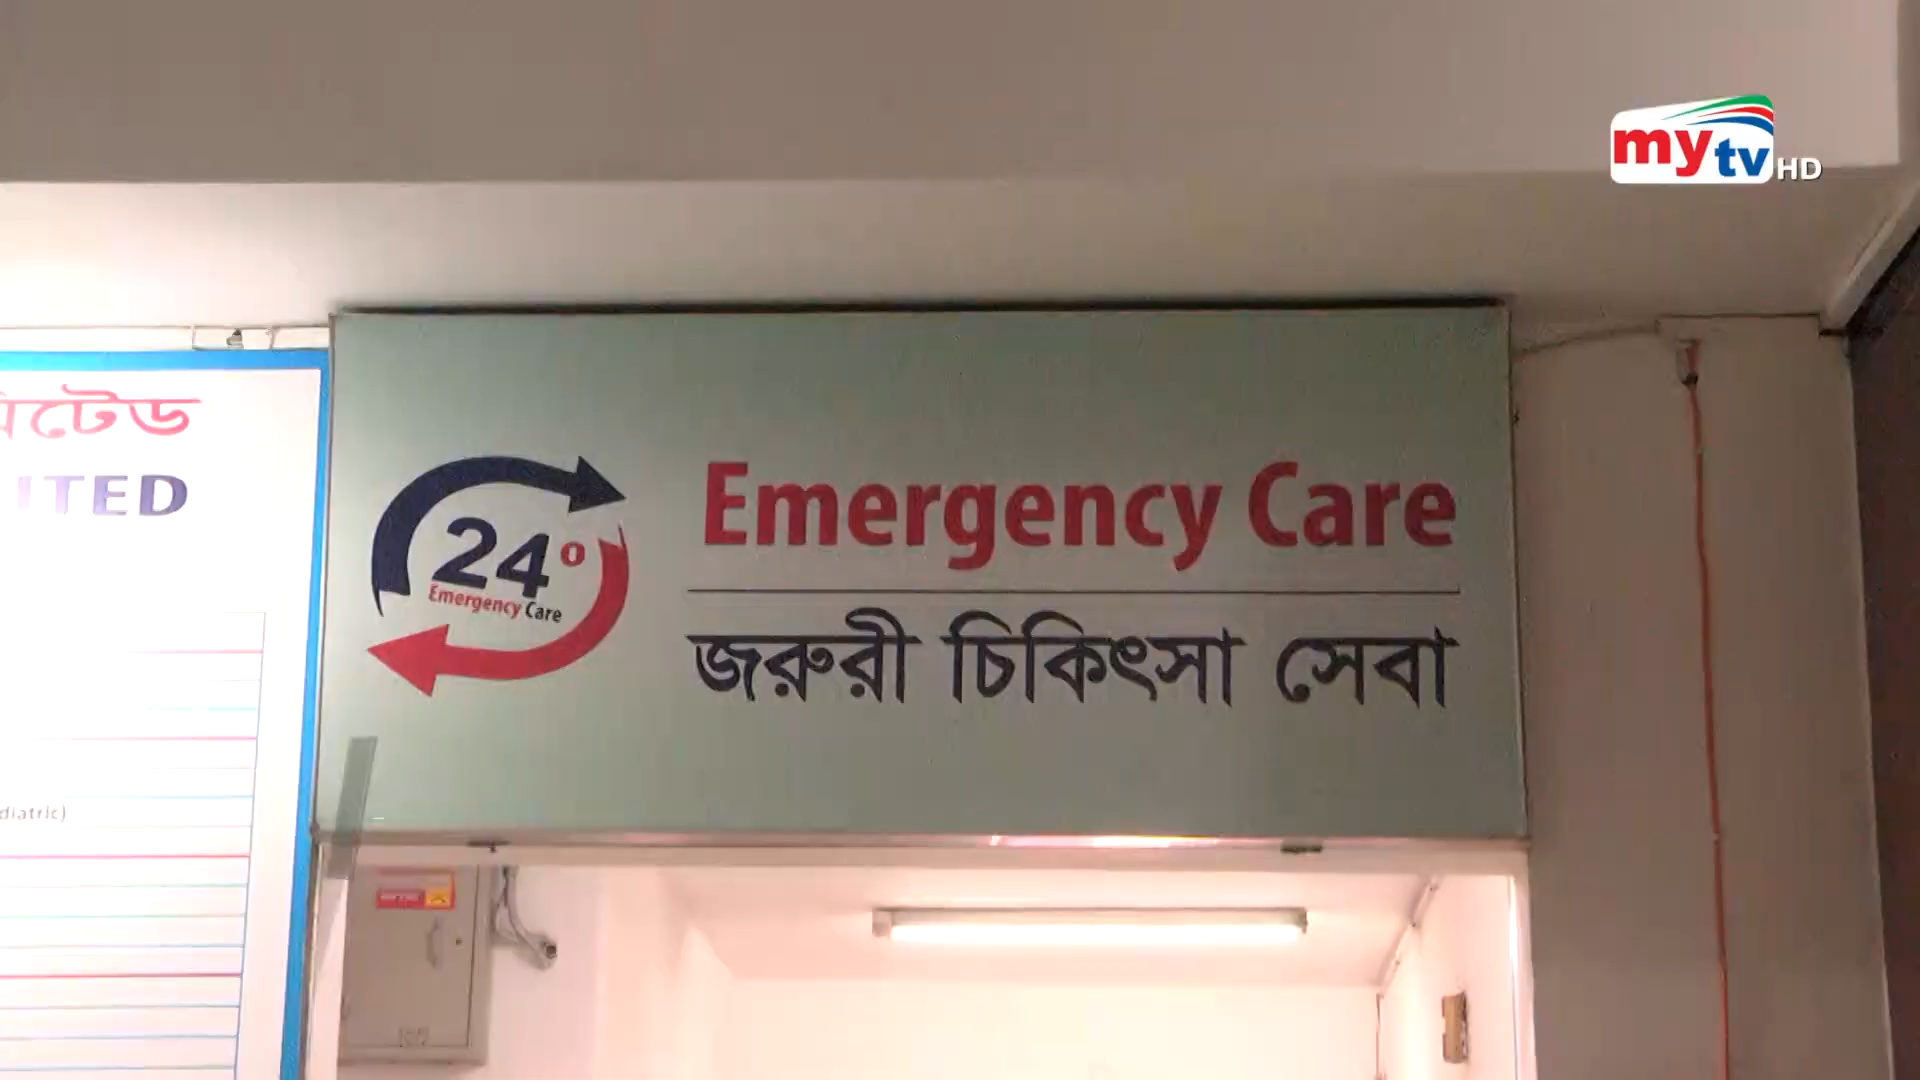 mytv HD
ITED
diatric)
24°
Emergency Care
Emergency Care
জরুরী চিকিৎসা সেবা